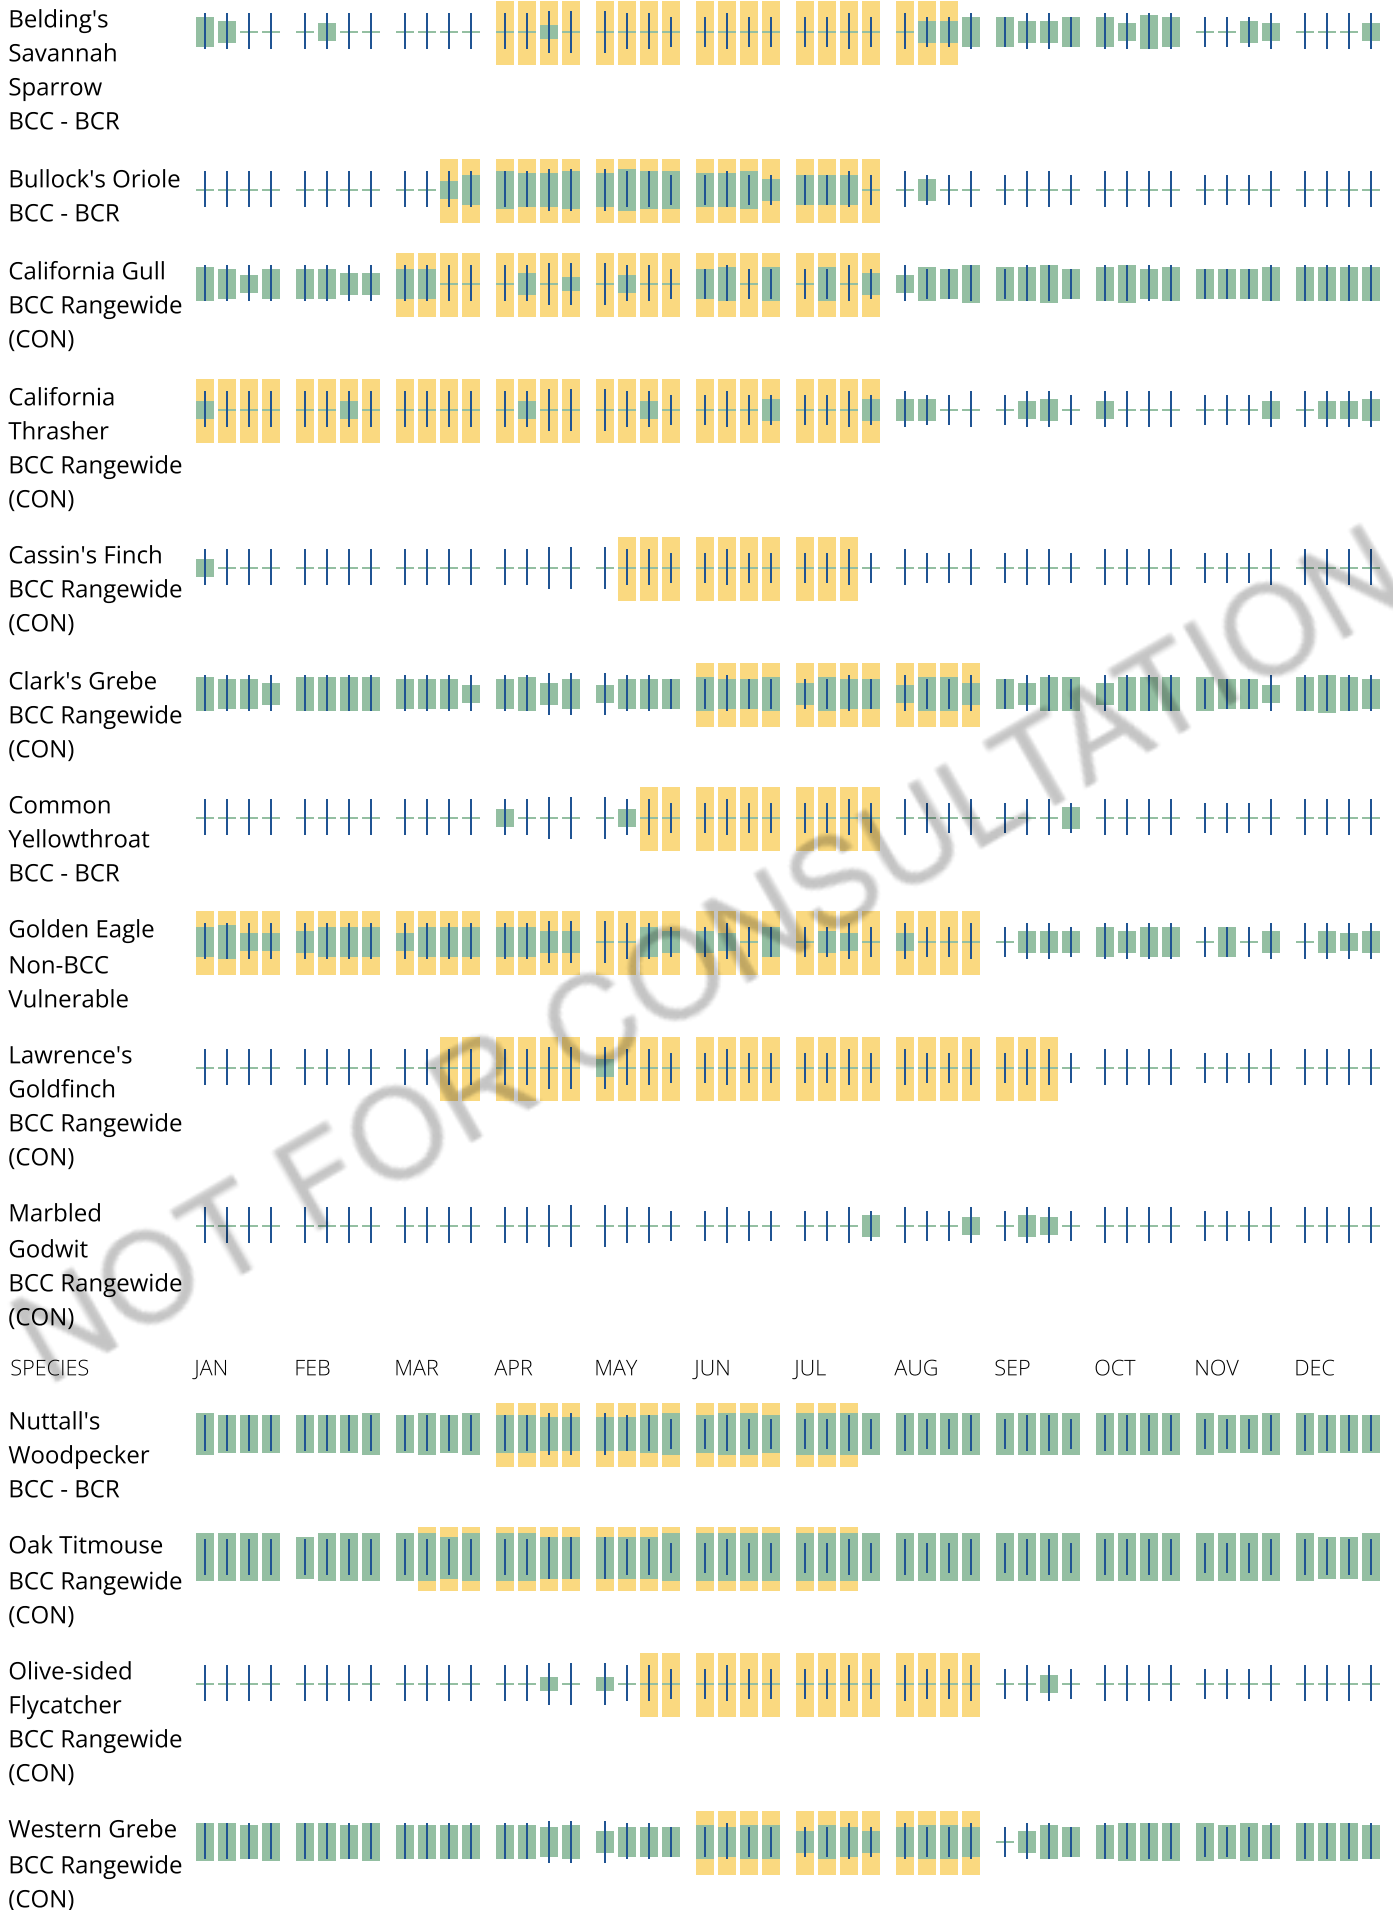 Belding's
Savannah
Sparrow
BCC - BCR
Bullock's Oriole
BCC - BCR
California Gull
BCC Rangewide
(CON)
California
Thrasher
BCC Rangewide
(CON)
Cassin's Finch
BCC Rangewide
(CON)
Clark's Grebe
BCC Rangewide
(CON)
Common
Yellowthroat
BCC - BCR
Golden Eagle
Non-BCC
Vulnerable
Lawrence's
Goldfinch
BCC Rangewide
(CON)
Marbled
Godwit
BCC Rangewide
(CON)
NOT FOR CONSULTATION
SPECIES JAN FEB MAR APR MAY JUN JUL AUG SEP OCT NOV DEC
Nuttall's
Woodpecker
BCC - BCR
Oak Titmouse
BCC Rangewide
(CON)
Olive-sided
Flycatcher
BCC Rangewide
(CON)
Western Grebe
BCC Rangewide
(CON)